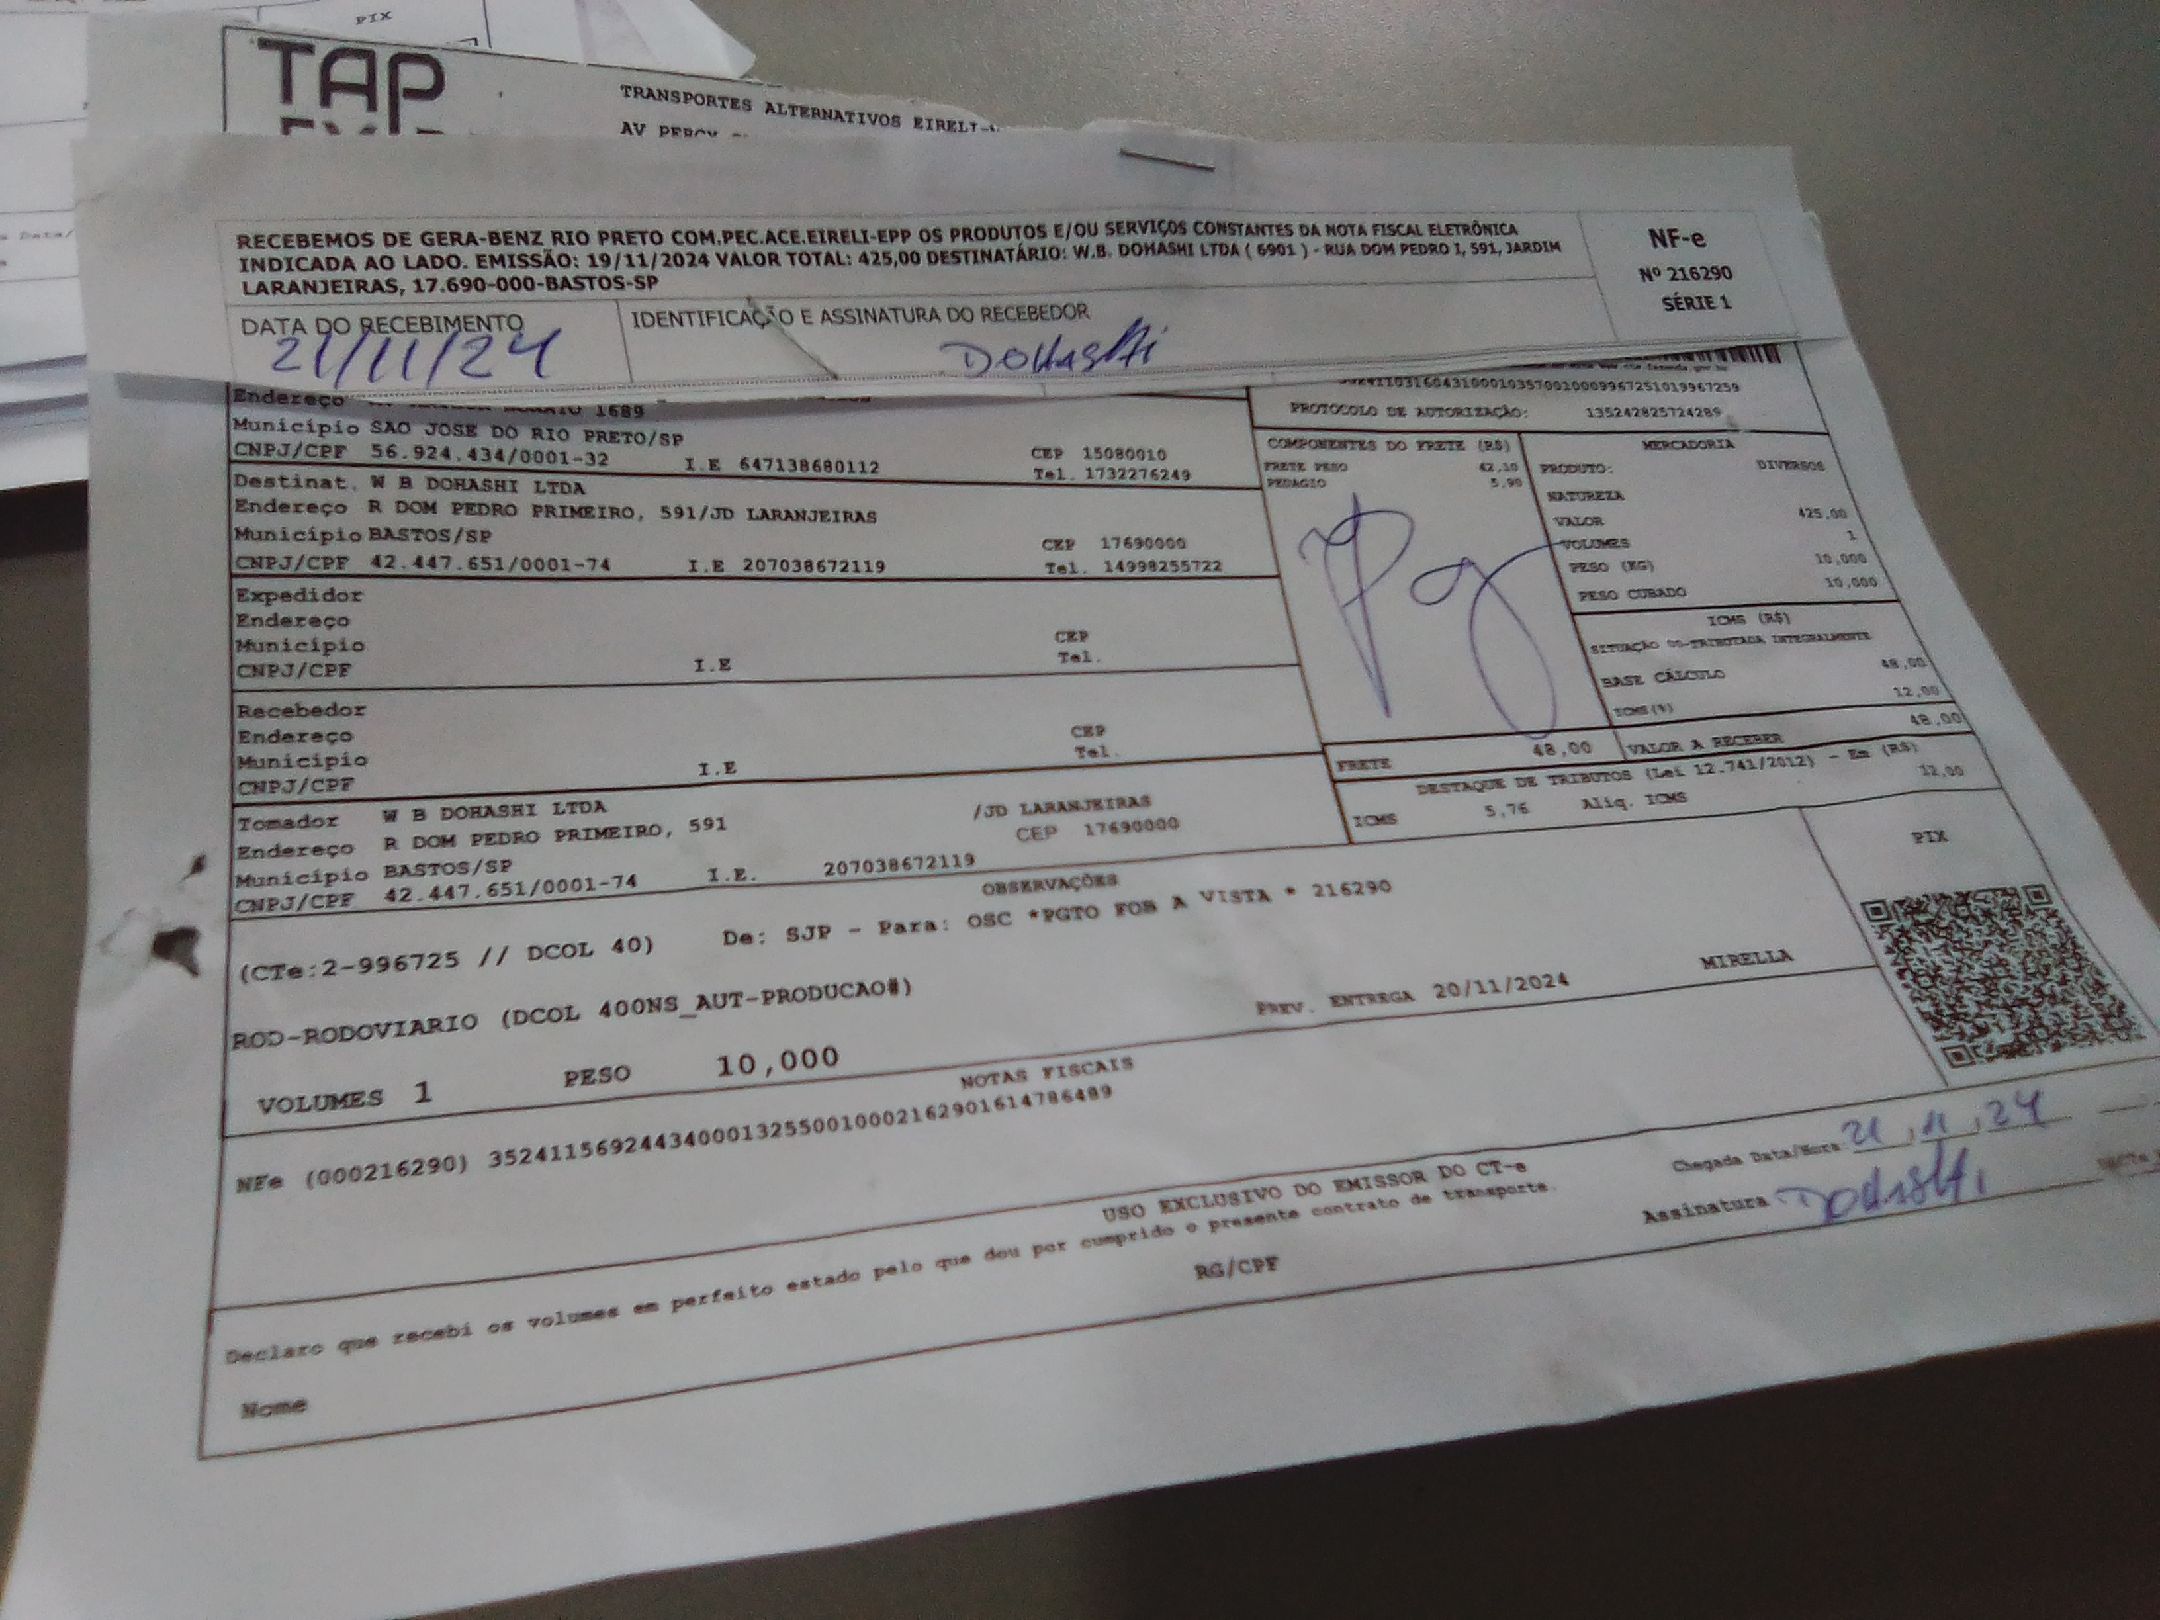 PIX
TAP
TRANSPORTES ALTERNATIVOS EIRELI
AV PERCY
RECEBEMOS DE GERA-BENZ RIO PRETO COM.PEC.ACE.EIRELI-EPP OS PRODUTOS E/OU SERVIÇOS CONSTANTES DA NOTA FISCAL ELETRÔNICA
INDICADA AO LADO. EMISSÃO: 19/11/2024 VALOR TOTAL: 425,00 DESTINATÁRIO: W.B. DOHASHI LTDA ( 6901 ) - RUA DOM PEDRO I, 591, JARDIM
LARANJEIRAS, 17.690-000-BASTOS-SP
NF-e
Nº 216290
SÉRIE 1
DATA DO RECEBIMENTO
21/11/24
IDENTIFICAÇÃO E ASSINATURA DO RECEBEDOR
DOHASHI
Endereço 1689
Município SAO JOSE DO RIO PRETO/SP
CNPJ/CPF 56.924.434/0001-32 I.E 647138680112
CEP 15080010
Tel. 1732276249
Destinat. W B DOHASHI LTDA
Endereço R DOM PEDRO PRIMEIRO, 591/JD LARANJEIRAS
Município BASTOS/SP CEP 17690000
CNPJ/CPF 42.447.651/0001-74 I.E 207038672119 Tel. 14998255722
Expedidor
Endereço
Município CEP
CNPJ/CPF I.E Tel.
Recebedor
Endereço CEP
Município Tel.
CNPJ/CPF I.E
Tomador W B DOHASHI LTDA
Endereço R DOM PEDRO PRIMEIRO, 591 /JD LARANJEIRAS
Município BASTOS/SP CEP 17690000
CNPJ/CPF 42.447.651/0001-74 I.E. 207038672119
PROTOCOLO DE AUTORIZAÇÃO: 135242825724289
COMPONENTES DO FRETE (R$)
FRETE PESO 42,10
PEDAGIO 5,90
Pg
MERCADORIA
PRODUTO: DIVERSOS
NATUREZA
VALOR 425,00
VOLUMES 1
PESO (KG) 10,000
PESO CUBADO 10,000
ICMS (R$)
SITUAÇÃO 00-TRIBUTADA INTEGRALMENTE
BASE CÁLCULO 48,00
ICMS(%) 12,00
FRETE 48,00 VALOR A RECEBER 48,00
DESTAQUE DE TRIBUTOS (Lei 12.741/2012) - Em (R$)
ICMS 5,76 Aliq. ICMS 12,00
OBSERVAÇÕES
(CTe:2-996725 // DCOL 40) De: SJP - Para: OSC *PGTO FOB A VISTA * 216290
ROD-RODOVIARIO (DCOL 400NS_AUT-PRODUCAO#)
PREV. ENTREGA 20/11/2024 MIRELLA
VOLUMES 1 PESO 10,000
PIX
NOTAS FISCAIS
NFe (000216290) 35241156924434000132550010002162901614786489
USO EXCLUSIVO DO EMISSOR DO CT-e
Declaro que recebi os volumes em perfeito estado pelo que dou por cumprido o presente contrato de transporte.
Nome
RG/CPF
Chegada Data/Hora 21,11,24
Assinatura DOHASHI